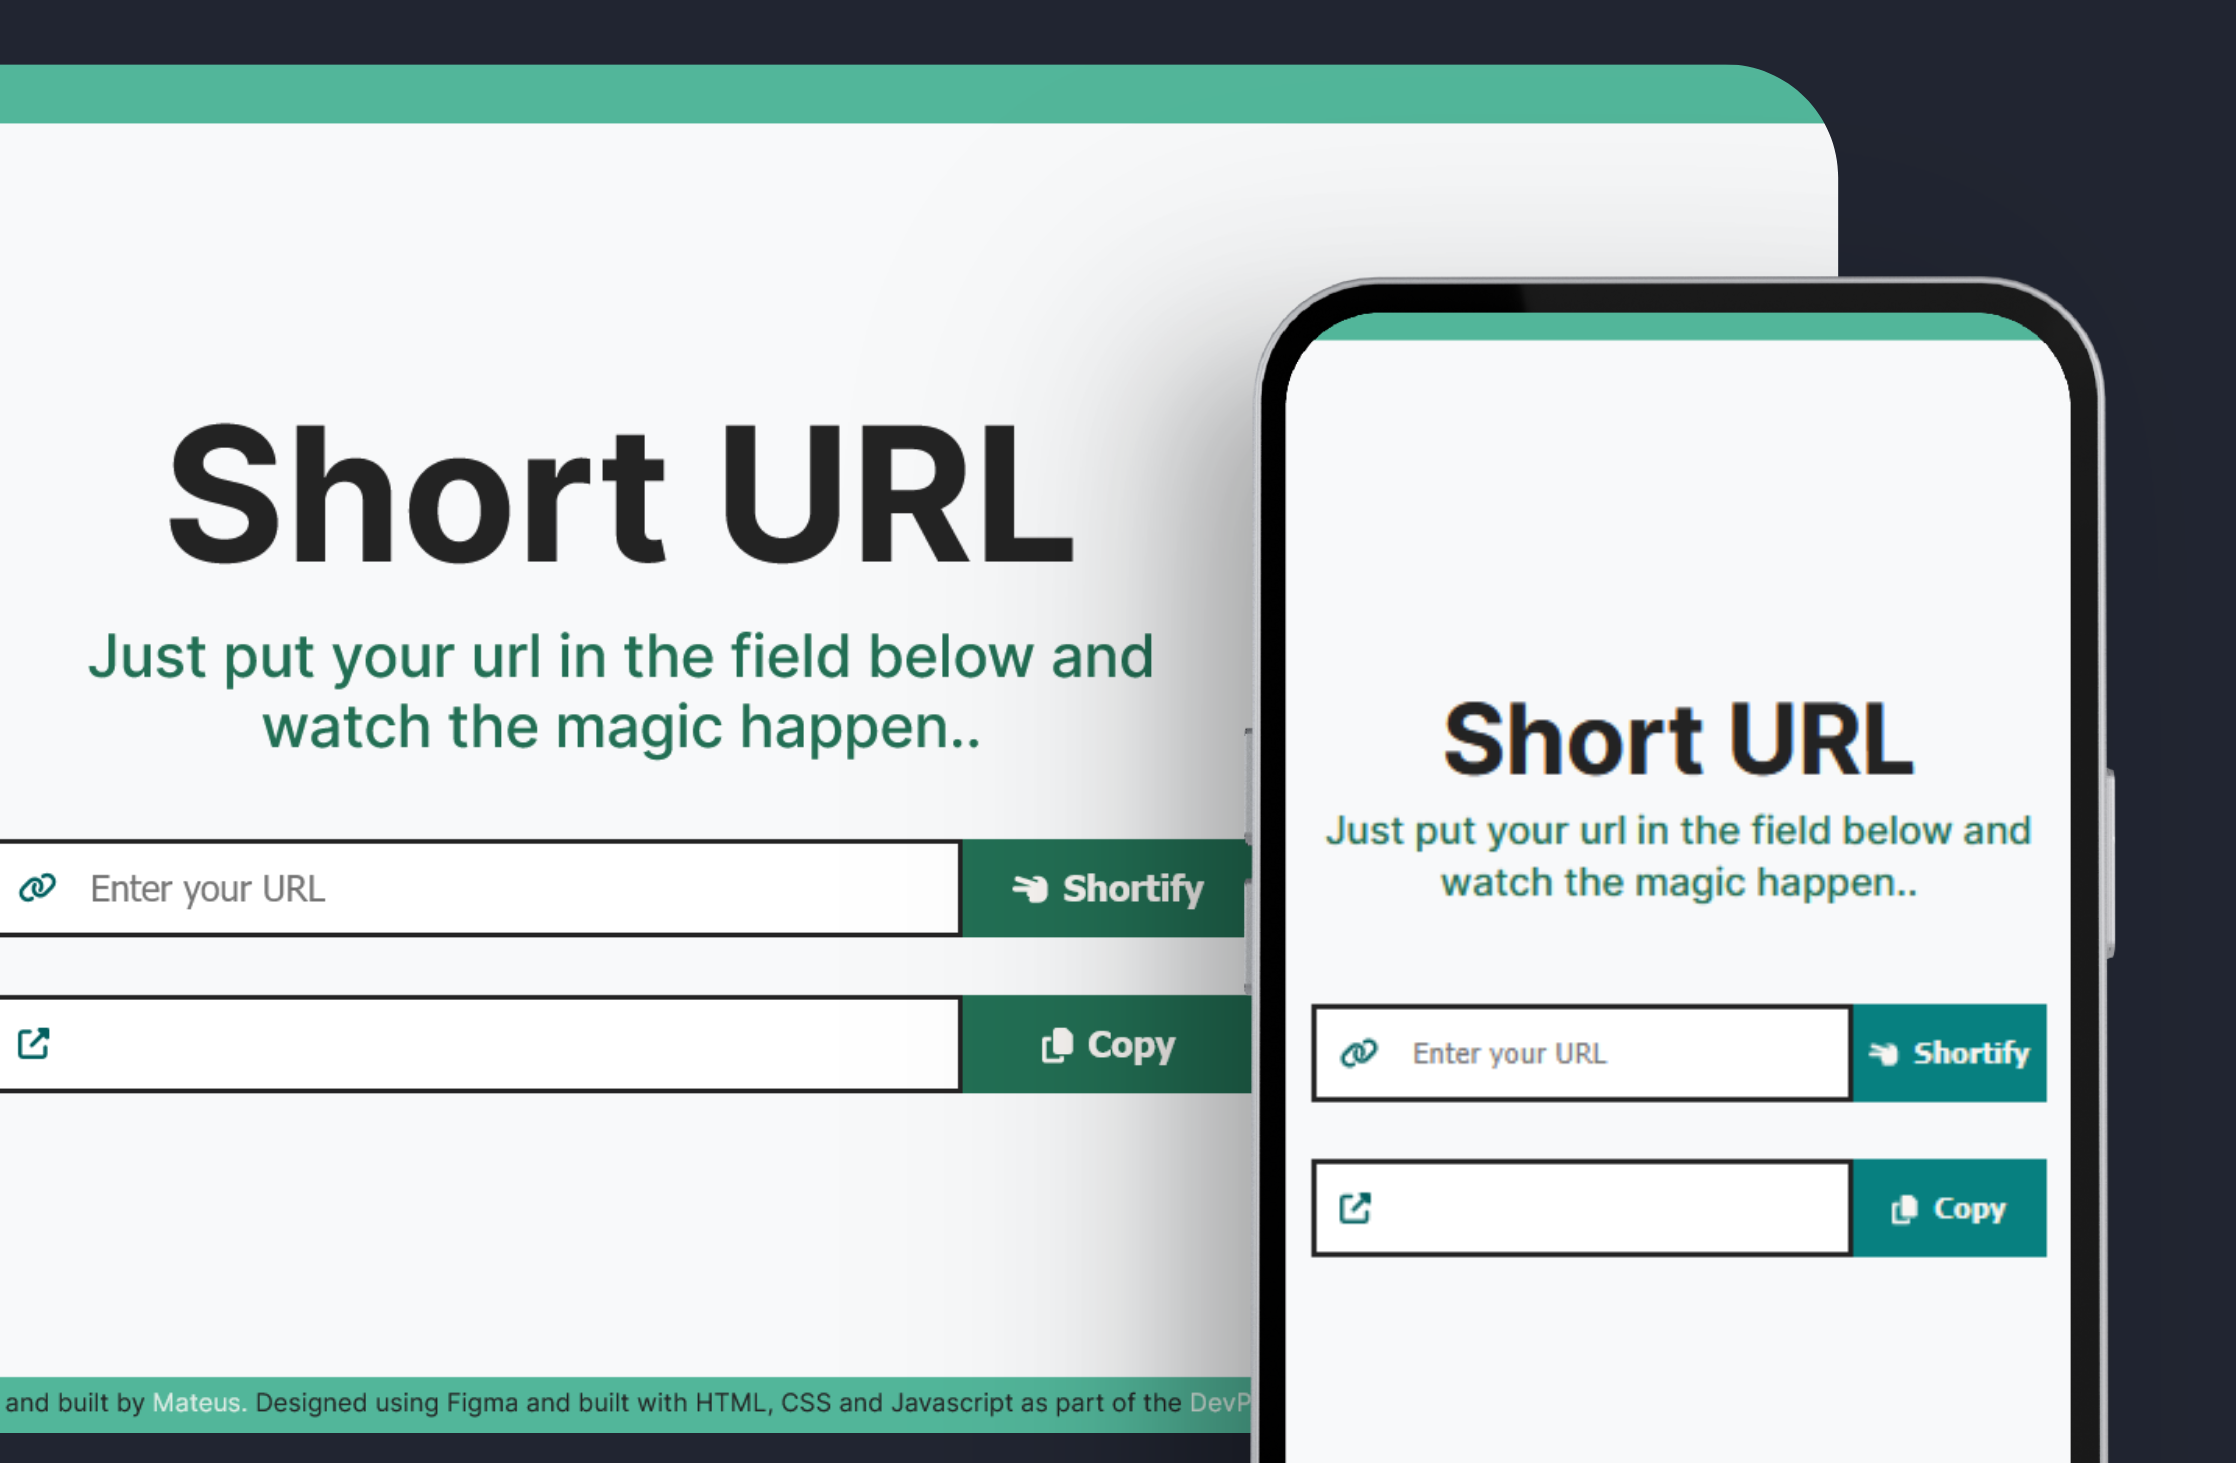 Short URL
Just put your url in the field below and
watch the magic happen..
Enter your URL
Shortify
Copy
and built by Mateus. Designed using Figma and built with HTML, CSS and Javascript as part of the
Short URL
Just put your url in the field below and
watch the magic happen..
Enter your URL
Shortify
Copy